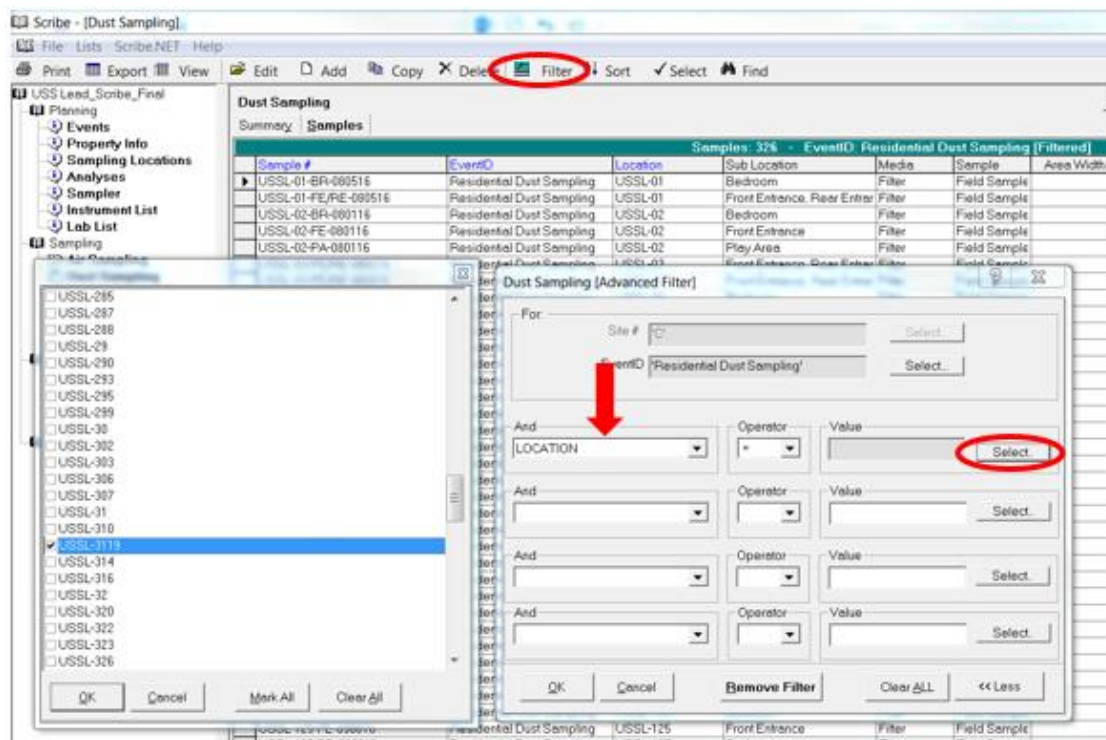 Scribe - [Dust Sampling]
File Lists Scribe.NET Help
Print Export View Edit Add Copy Delete Filter Sort Select Find
USS Lead_Scribe_Final
Planning
Events
Property Info
Sampling Locations
Analyses
Sampler
Instrument List
Lab List
Sampling
Air Sampling
Dust Sampling
Dust Sampling
Summary Samples
Samples: 326 - EventID: Residential Dust Sampling [Filtered]
Sample # EventID Location Sub Location Media Sample Area Width
USSL-01-BR-080516 Residential Dust Sampling USSL-01 Bedroom Filter Field Sample
USSL-01-FE/RE-080516 Residential Dust Sampling USSL-01 Front Entrance, Rear Entrar Filter Field Sample
USSL-02-BR-080116 Residential Dust Sampling USSL-02 Bedroom Filter Field Sample
USSL-02-FE-080116 Residential Dust Sampling USSL-02 Front Entrance Filter Field Sample
USSL-02-PA-080116 Residential Dust Sampling USSL-02 Play Area Filter Field Sample
USSL-285
USSL-287
USSL-288
USSL-29
USSL-290
USSL-293
USSL-295
USSL-299
USSL-30
USSL-302
USSL-303
USSL-306
USSL-307
USSL-31
USSL-310
USSL-3119
USSL-314
USSL-316
USSL-32
USSL-320
USSL-322
USSL-323
USSL-326
OK Cancel Mark All Clear All
Dust Sampling [Advanced Filter]
For
Site # 'C' Select...
EventID 'Residential Dust Sampling' Select...
And Operator Value
LOCATION = Select...
And Operator Value
Select...
And Operator Value
Select...
And Operator Value
Select...
OK Cancel Remove Filter Clear ALL << Less
Residential Dust Sampling USSL-125 Front Entrance Filter Field Sample